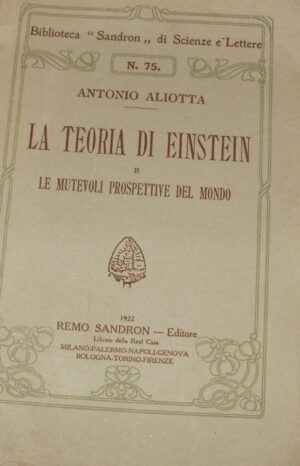 Biblioteca "Sandron„ di Scienze e Lettere
N. 75.
ANTONIO ALIOTTA
LA TEORIA DI EINSTEIN
E
LE MUTEVOLI PROSPETTIVE DEL MONDO
1922
REMO SANDRON — Editore
Libraio della Real Casa
MILANO-PALERMO-NAPOLI-GENOVA
BOLOGNA-TORINO-FIRENZE